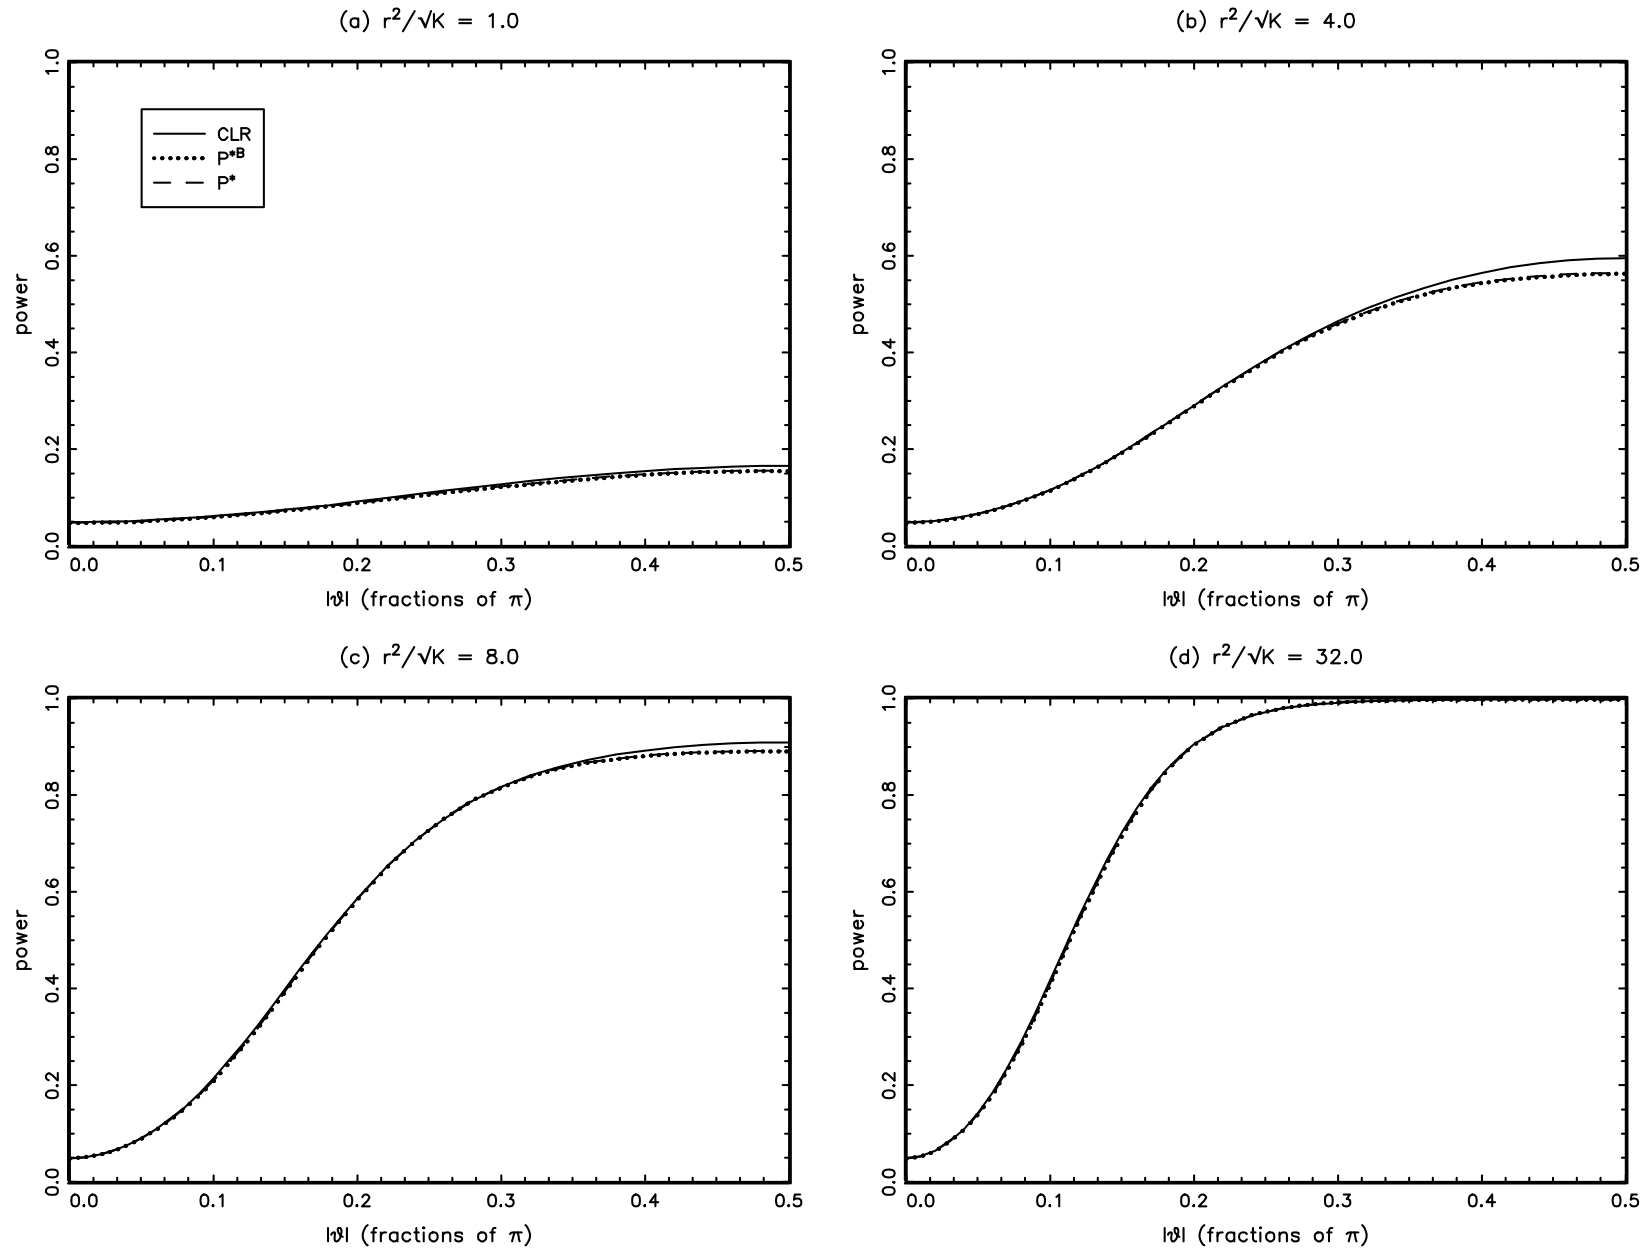 (a) r²/√K = 1.0
1.0
0.8
0.6
0.4
0.2
0.0
power
CLR
P*ᴮ
P*
0.0 0.1 0.2 0.3 0.4 0.5
|ϑ| (fractions of π)
(b) r²/√K = 4.0
1.0
0.8
0.6
0.4
0.2
0.0
power
0.0 0.1 0.2 0.3 0.4 0.5
|ϑ| (fractions of π)
(c) r²/√K = 8.0
1.0
0.8
0.6
0.4
0.2
0.0
power
0.0 0.1 0.2 0.3 0.4 0.5
|ϑ| (fractions of π)
(d) r²/√K = 32.0
1.0
0.8
0.6
0.4
0.2
0.0
power
0.0 0.1 0.2 0.3 0.4 0.5
|ϑ| (fractions of π)